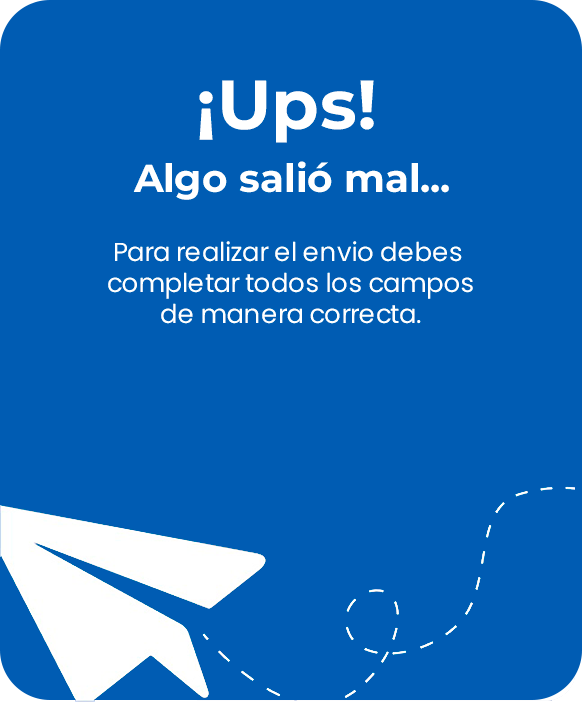 ¡Ups!
Algo salió mal...
Para realizar el envio debes
completar todos los campos
de manera correcta.